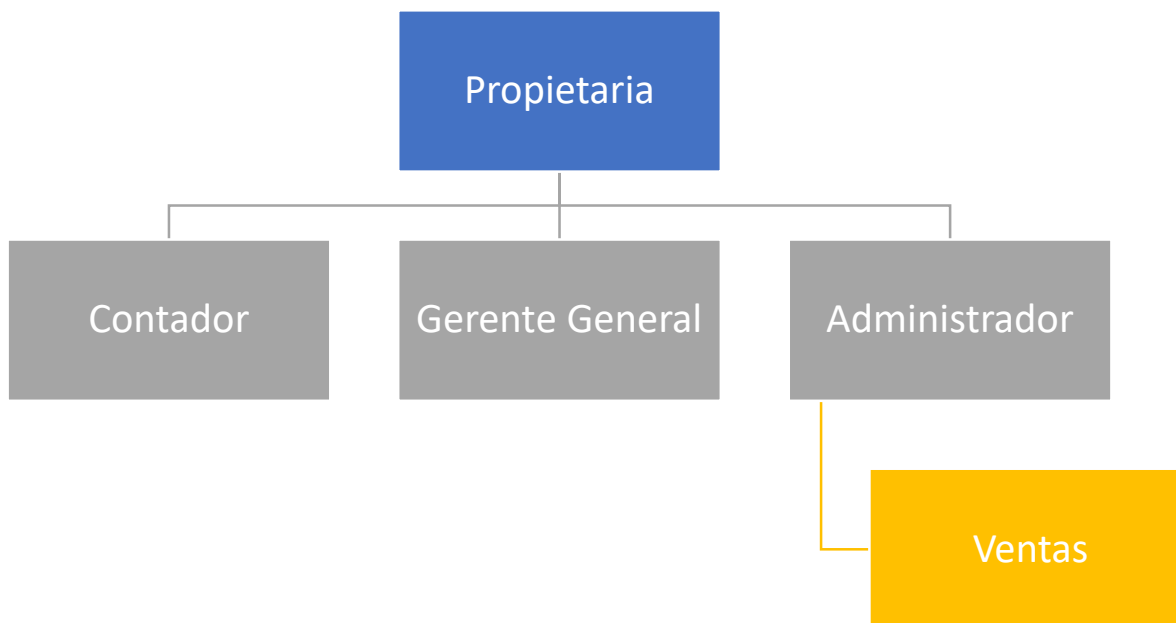 Propietaria
Contador
Gerente General
Administrador
Ventas